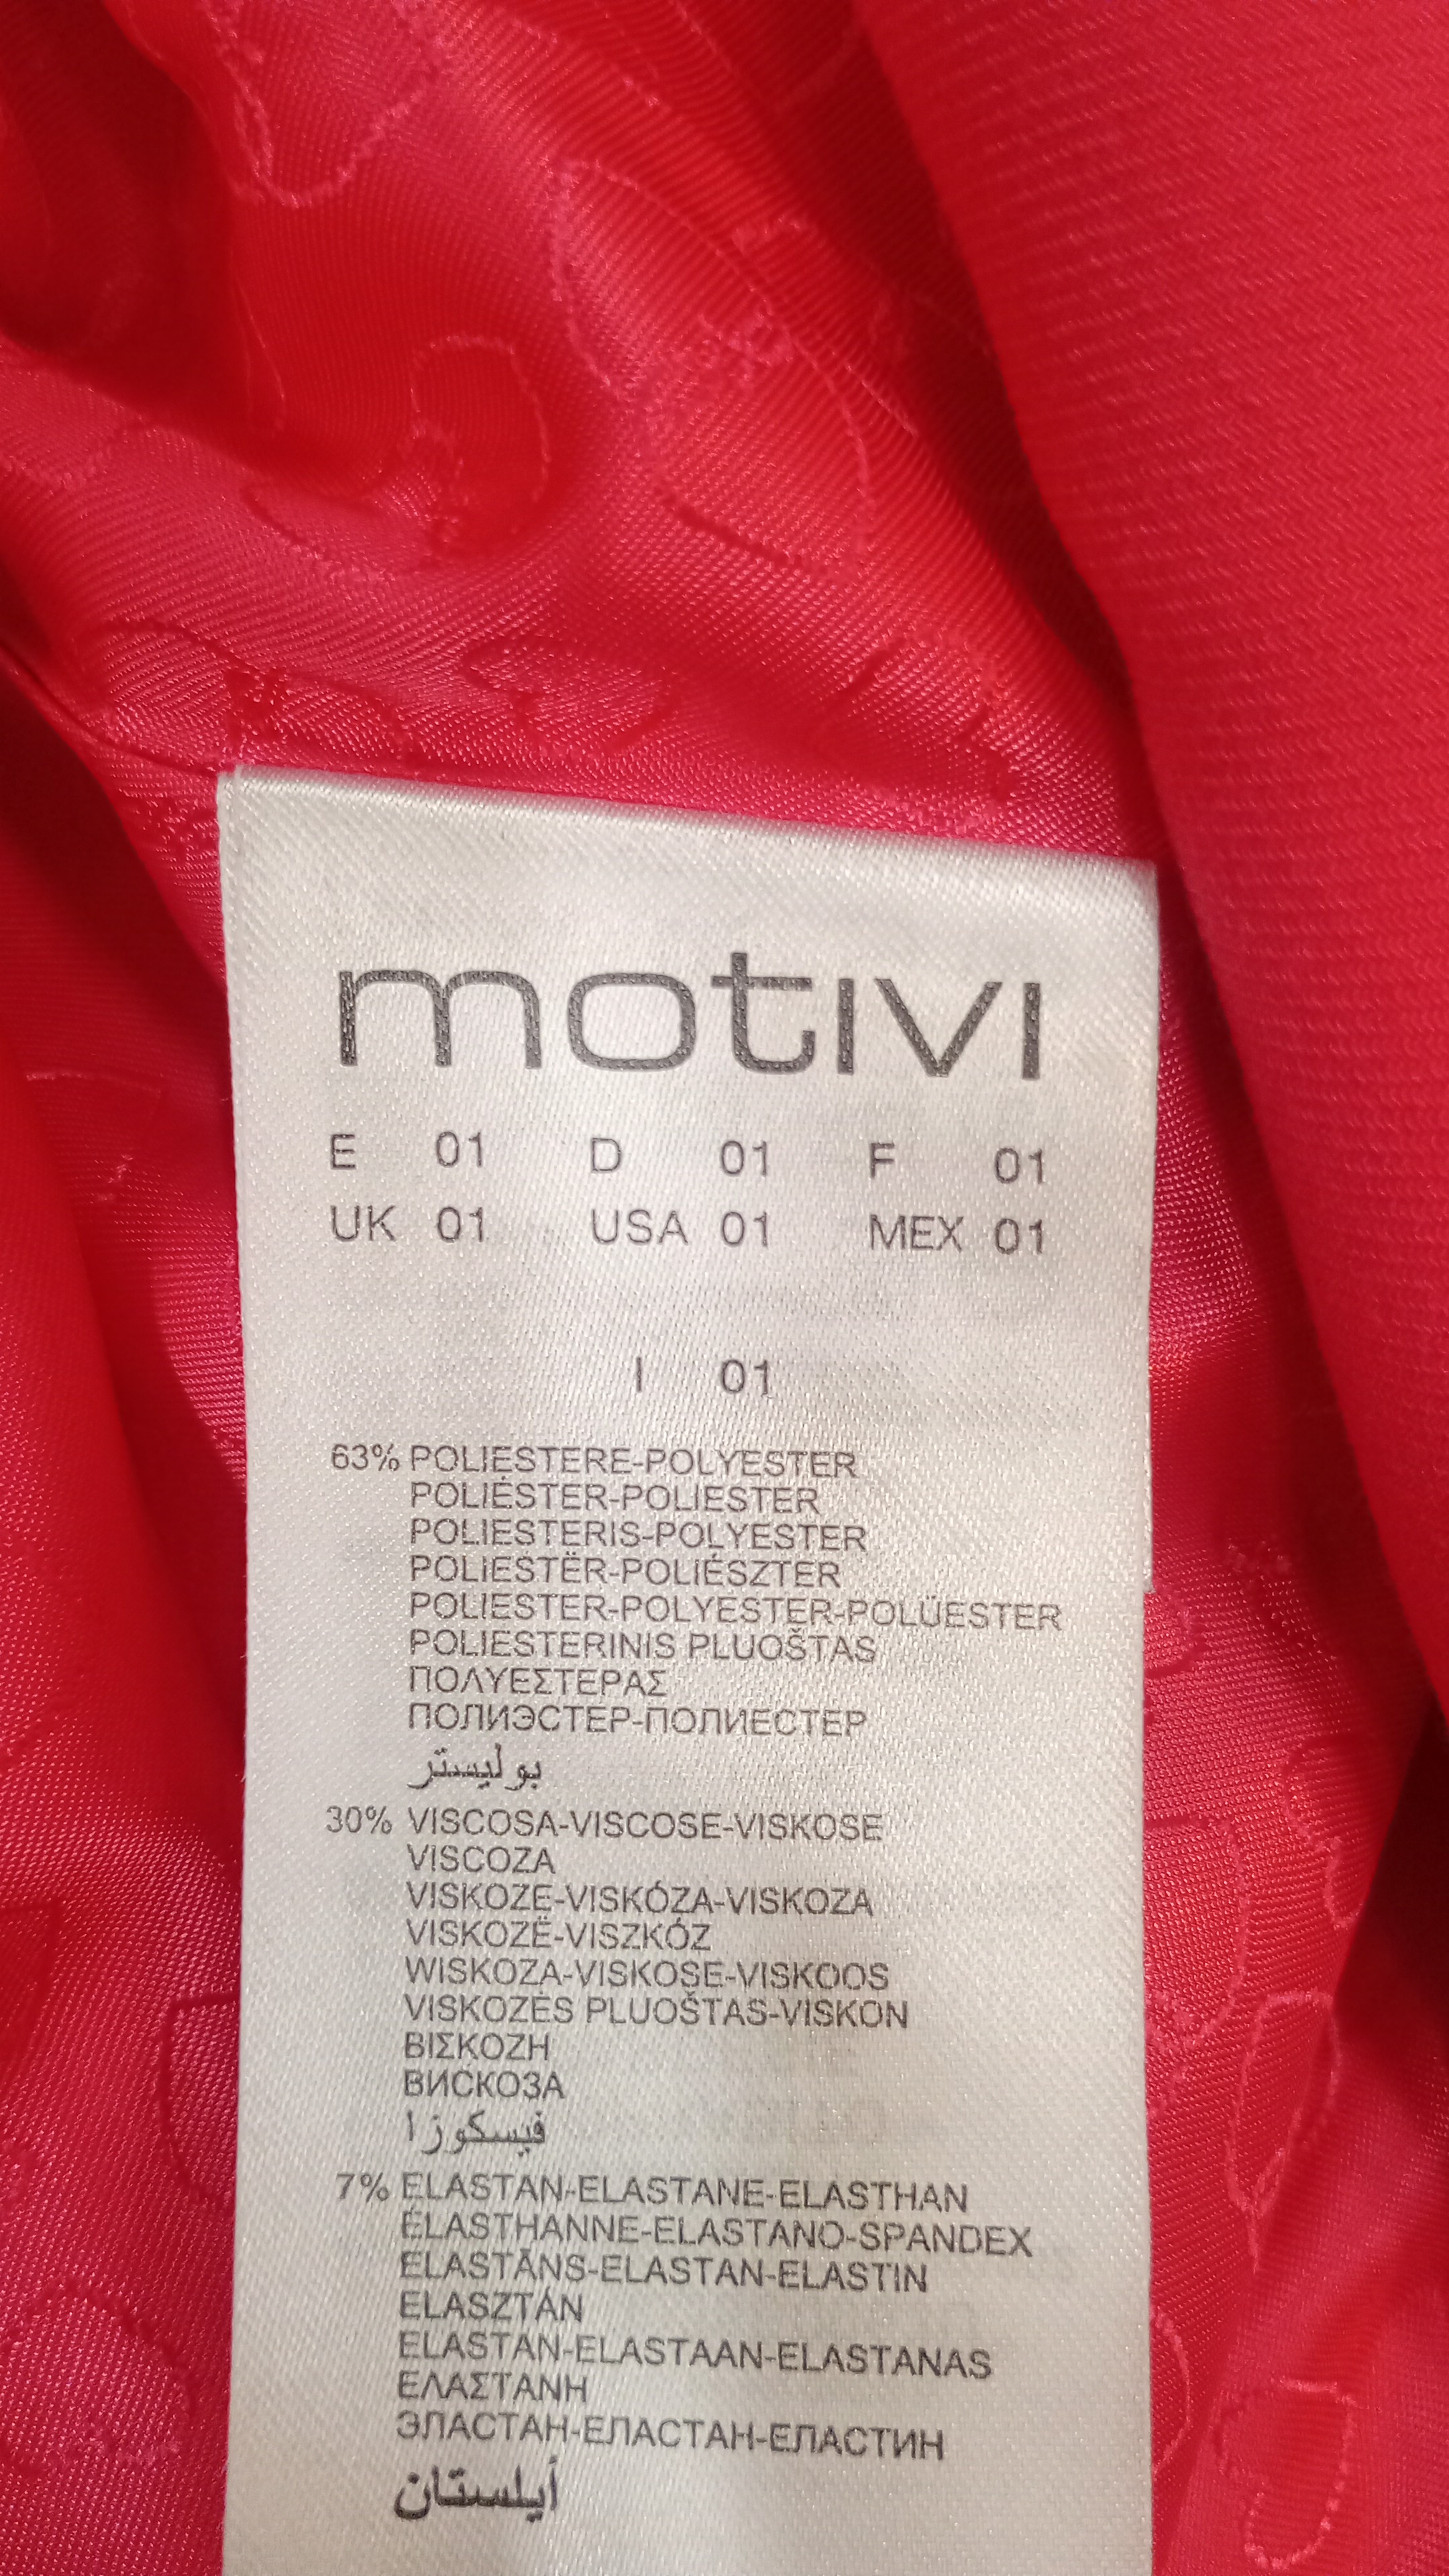 motivi
E 01 D 01 F 01
UK 01 USA 01 MEX 01
I 01
63% POLIESTERE-POLYESTER
POLIÉSTER-POLIESTER
POLIESTERIS-POLYESTER
POLIESTËR-POLIÉSZTER
POLIESTER-POLYESTER-POLÜESTER
POLIESTERINIS PLUOŠTAS
ΠΟΛΥΕΣΤΕΡΑΣ
ПОЛИЭСТЕР-ПОЛИЕСТЕР
بوليستر
30% VISCOSA-VISCOSE-VISKOSE
VISCOZA
VISKOZE-VISKÓZA-VISKOZA
VISKOZË-VISZKÓZ
WISKOZA-VISKOSE-VISKOOS
VISKOZĖS PLUOŠTAS-VISKON
ΒΙΣΚΟΖΗ
ВИСКОЗА
فيسكوزا
7% ELASTAN-ELASTANE-ELASTHAN
ÉLASTHANNE-ELASTANO-SPANDEX
ELASTĀNS-ELASTAN-ELASTIN
ELASZTÁN
ELASTAN-ELASTAAN-ELASTANAS
ΕΛΑΣΤΑΝΗ
ЭЛАСТАН-ЕЛАСТАН-ЕЛАСТИН
أيلستان